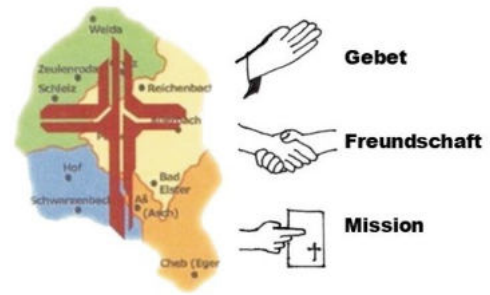 Weida
Zeulenroda
Schleiz
Reichenbach
Hof
Bad
Elster
Schwarzenbach
Aš
(Asch)
Cheb (Eger
Gebet
Freundschaft
Mission